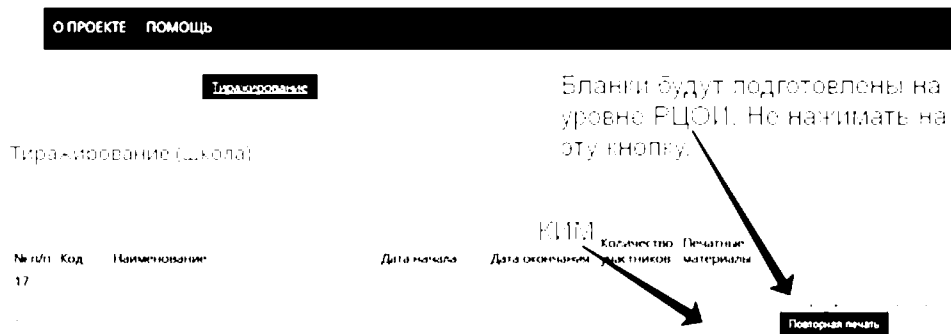 О ПРОЕКТЕ ПОМОЩЬ
Тиражирование
Бланки будут подготовлены на
уровне РЦОИ. Не нажимать на
эту кнопку.
Тиражирование (школа)
КИМ
№ п/п Код Наименование Дата начала Дата окончания Количество участников Печатные материалы
17
Повторная печать